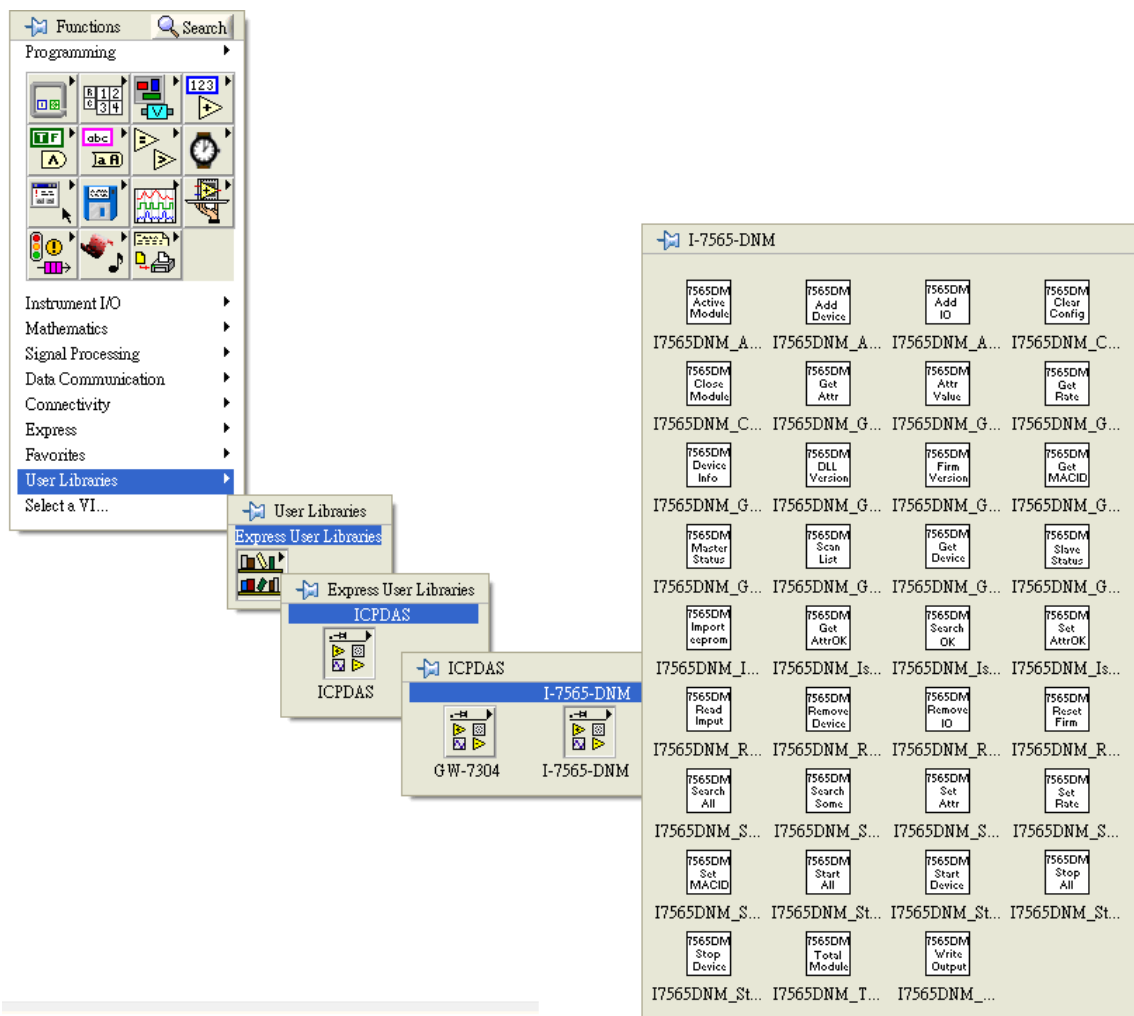 Functions
Search
Programming
Instrument I/O
Mathematics
Signal Processing
Data Communication
Connectivity
Express
Favorites
User Libraries
Select a VI...
User Libraries
Express User Libraries
Express User Libraries
ICPDAS
ICPDAS
ICPDAS
I-7565-DNM
GW-7304 I-7565-DNM
I-7565-DNM
7565DM Active Module
7565DM Add Device
7565DM Add IO
7565DM Clear Config
I7565DNM_A... I7565DNM_A... I7565DNM_A... I7565DNM_C...
7565DM Close Module
7565DM Get Attr
7565DM Attr Value
7565DM Get Rate
I7565DNM_C... I7565DNM_G... I7565DNM_G... I7565DNM_G...
7565DM Device Info
7565DM DLL Version
7565DM Firm Version
7565DM Get MACID
I7565DNM_G... I7565DNM_G... I7565DNM_G... I7565DNM_G...
7565DM Master Status
7565DM Scan List
7565DM Get Device
7565DM Slave Status
I7565DNM_G... I7565DNM_G... I7565DNM_G... I7565DNM_G...
7565DM Import eeprom
7565DM Get AttrOK
7565DM Search OK
7565DM Set AttrOK
I7565DNM_I... I7565DNM_Is... I7565DNM_Is... I7565DNM_Is...
7565DM Read Input
7565DM Remove Device
7565DM Remove IO
7565DM Reset Firm
I7565DNM_R... I7565DNM_R... I7565DNM_R... I7565DNM_R...
7565DM Search All
7565DM Search Some
7565DM Set Attr
7565DM Set Rate
I7565DNM_S... I7565DNM_S... I7565DNM_S... I7565DNM_S...
7565DM Set MACID
7565DM Start All
7565DM Start Device
7565DM Stop All
I7565DNM_S... I7565DNM_St... I7565DNM_St... I7565DNM_St...
7565DM Stop Device
7565DM Total Module
7565DM Write Output
I7565DNM_St... I7565DNM_T... I7565DNM_...